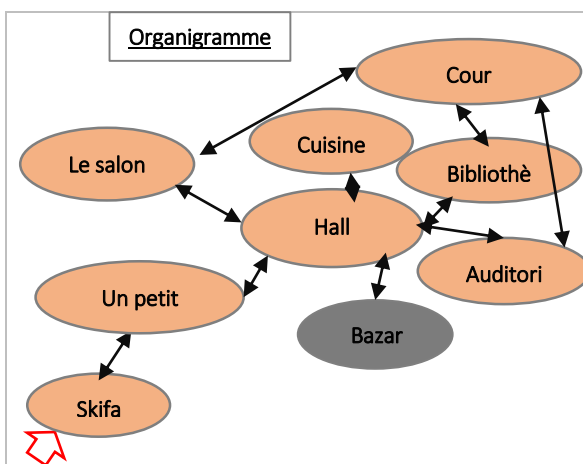 Organigramme
Cour
Cuisine
Le salon
Bibliothè
Hall
Auditori
Un petit
Bazar
Skifa